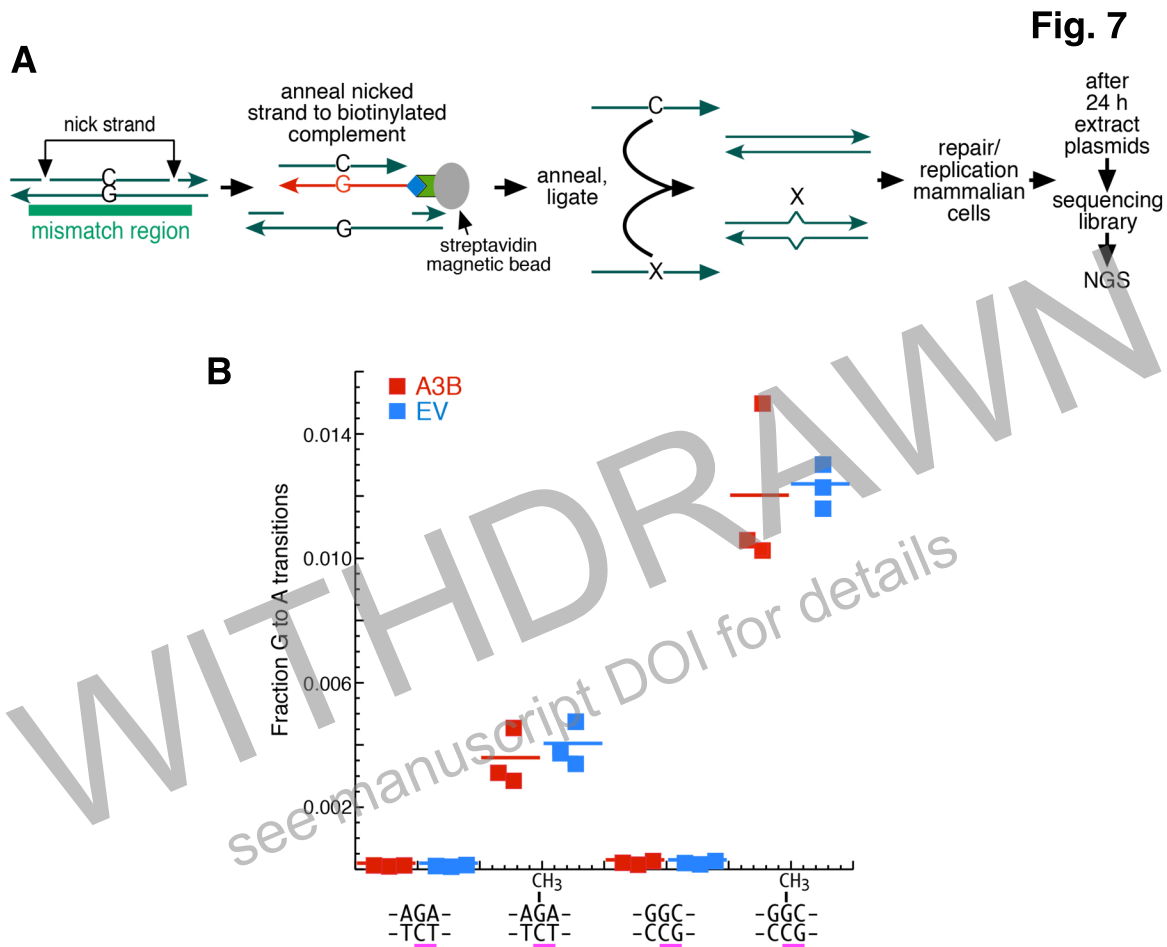 Fig. 7
A
nick strand
C
G
mismatch region
anneal nicked
strand to biotinylated
complement
C
G
G
streptavidin
magnetic bead
anneal,
ligate
C
X
X
repair/
replication
mammalian
cells
after
24 h
extract
plasmids
sequencing
library
NGS
B
A3B
EV
Fraction G to A transitions
0.014
0.010
0.006
0.002
CH3
CH3
-AGA- -AGA- -GGC- -GGC-
-TCT- -TCT- -CCG- -CCG-
WITHDRAWN
see manuscript DOI for details